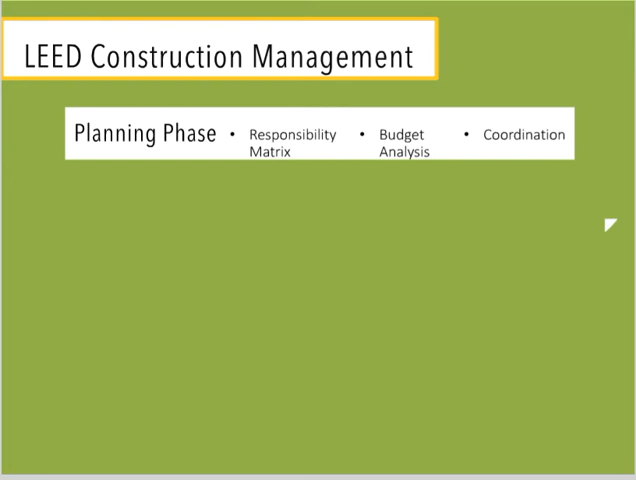 LEED Construction Management
Planning Phase • Responsibility • Budget • Coordination
Matrix Analysis